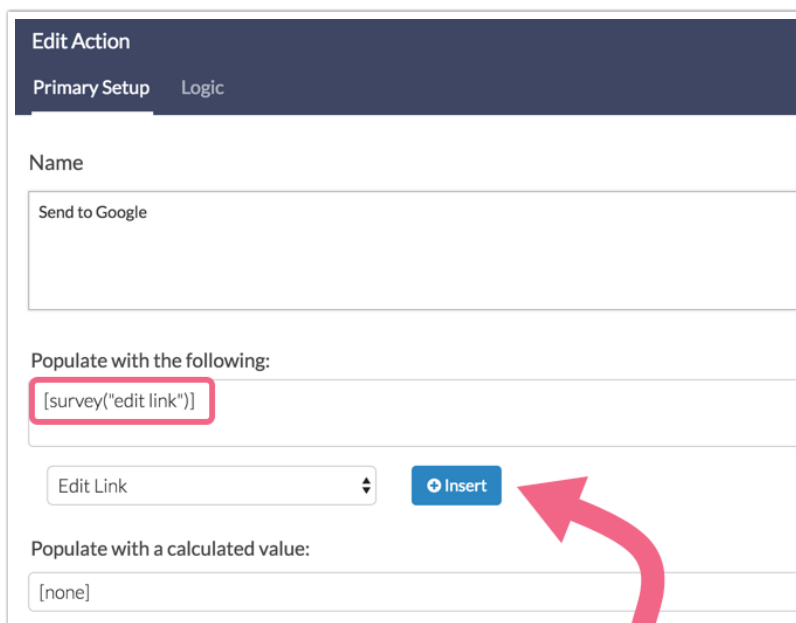 Edit Action
Primary Setup Logic
Name
Send to Google
Populate with the following:
[survey("edit link")]
Edit Link Insert
Populate with a calculated value:
[none]